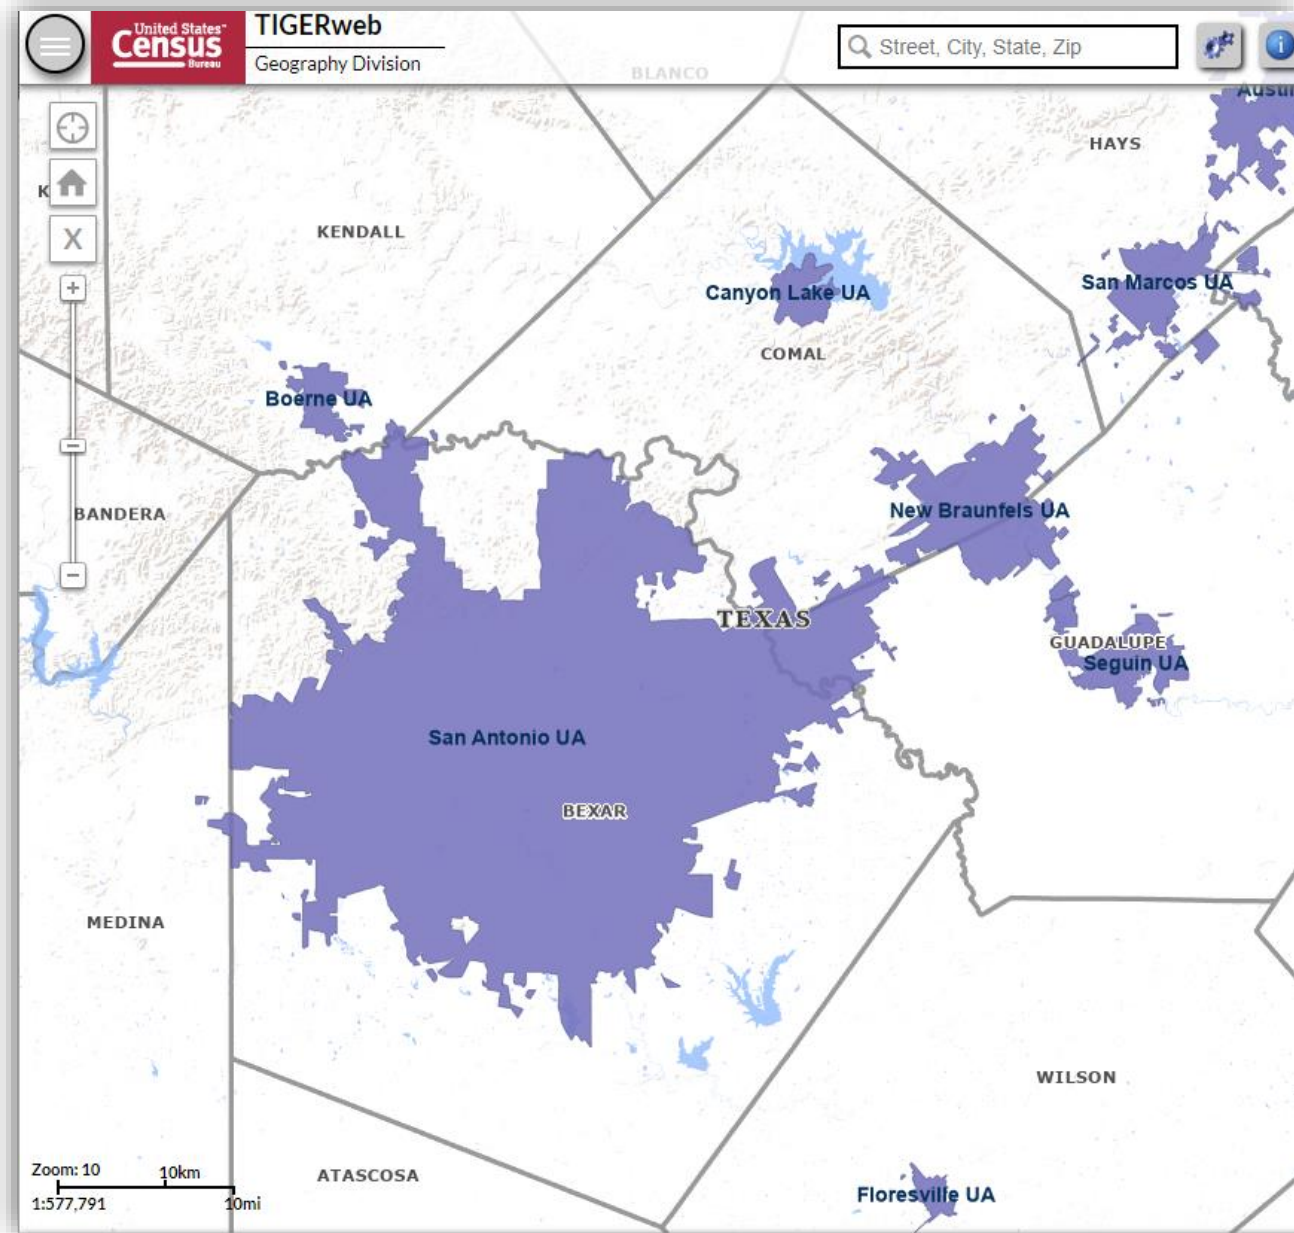 United States™
Census
Bureau
TIGERweb
Geography Division
Street, City, State, Zip
i
BLANCO
Austin
HAYS
K
X
KENDALL
Canyon Lake UA
San Marcos UA
COMAL
Boerne UA
BANDERA
New Braunfels UA
TEXAS
GUADALUPE
Seguin UA
San Antonio UA
BEXAR
MEDINA
WILSON
ATASCOSA
Floresville UA
Zoom: 10
10km
1:577,791
10mi